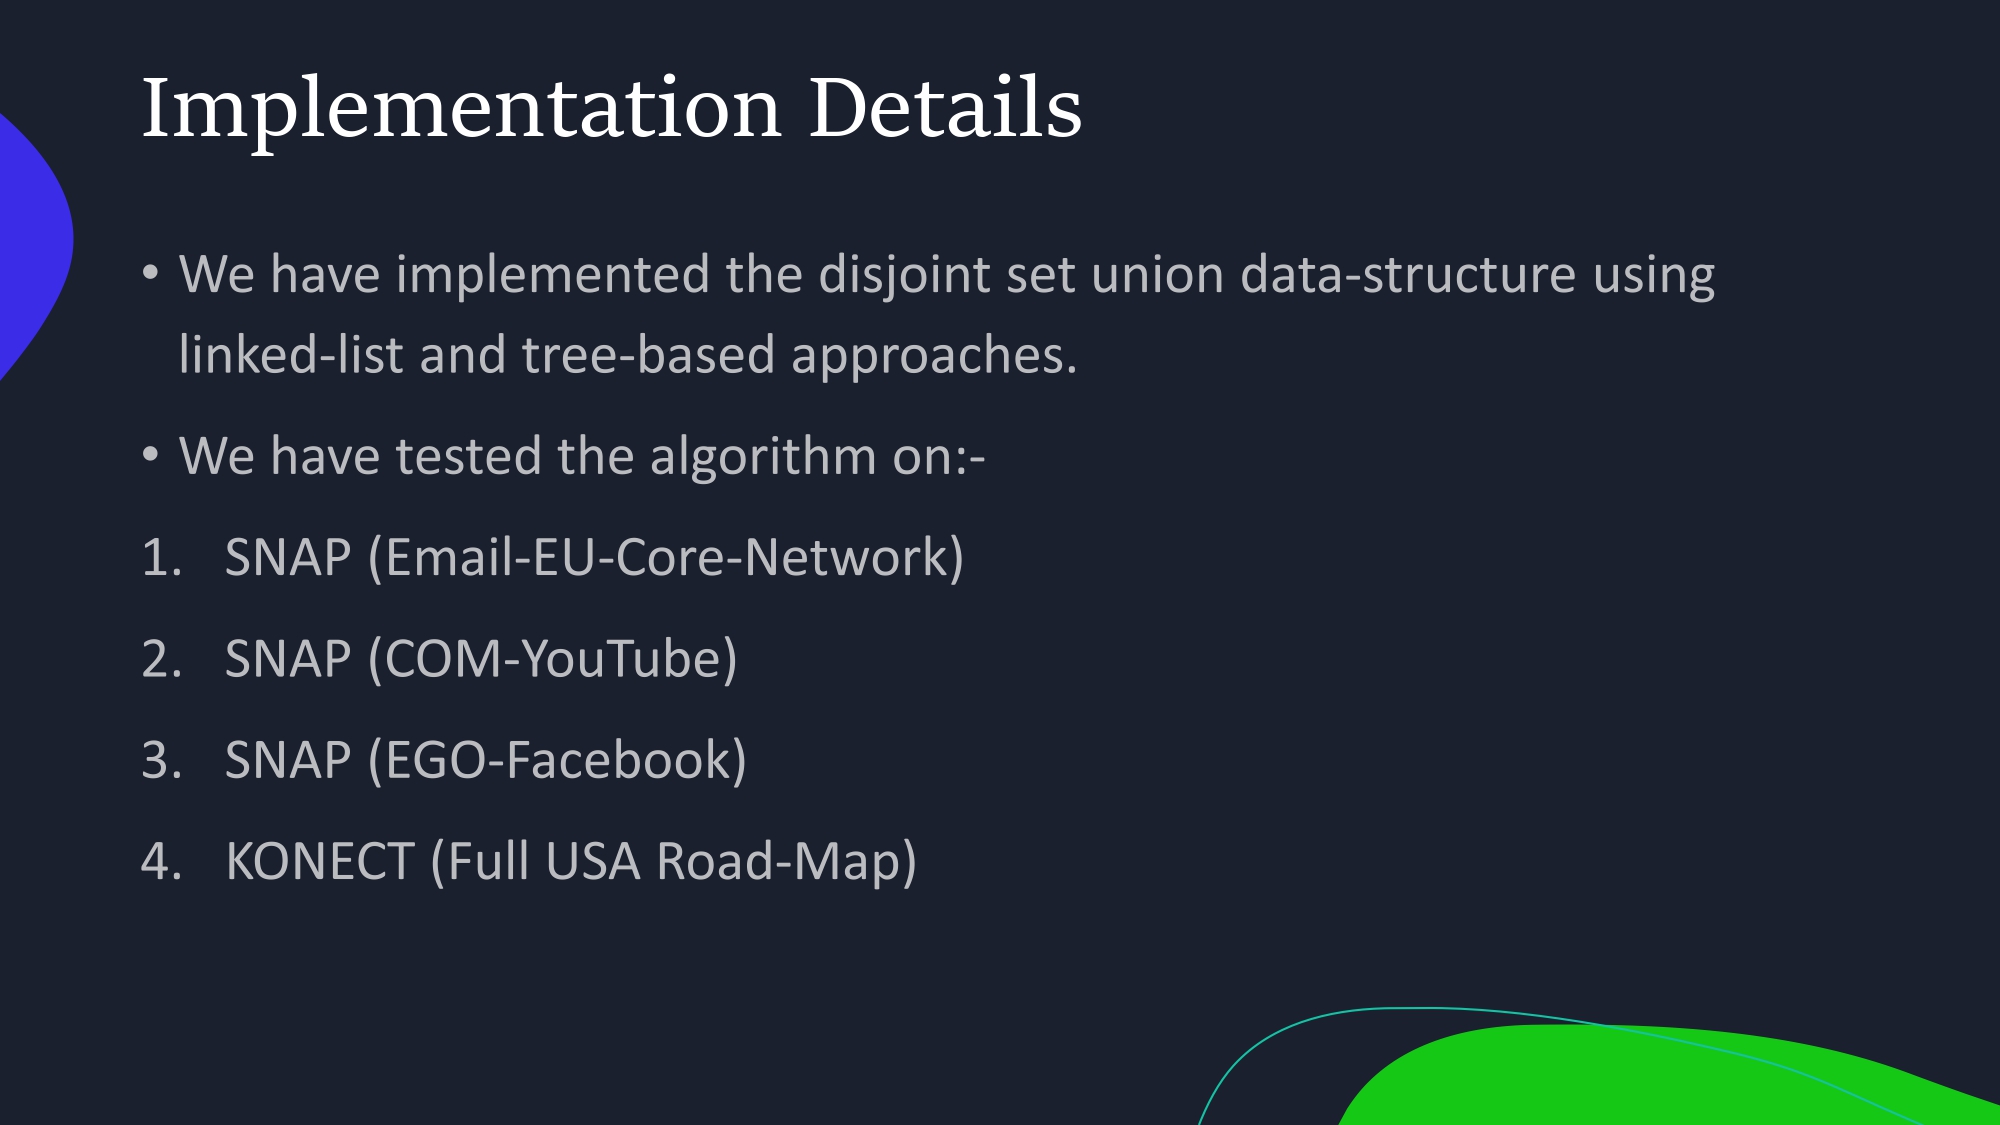 Implementation Details
• We have implemented the disjoint set union data-structure using
linked-list and tree-based approaches.
• We have tested the algorithm on:-
1. SNAP (Email-EU-Core-Network)
2. SNAP (COM-YouTube)
3. SNAP (EGO-Facebook)
4. KONECT (Full USA Road-Map)